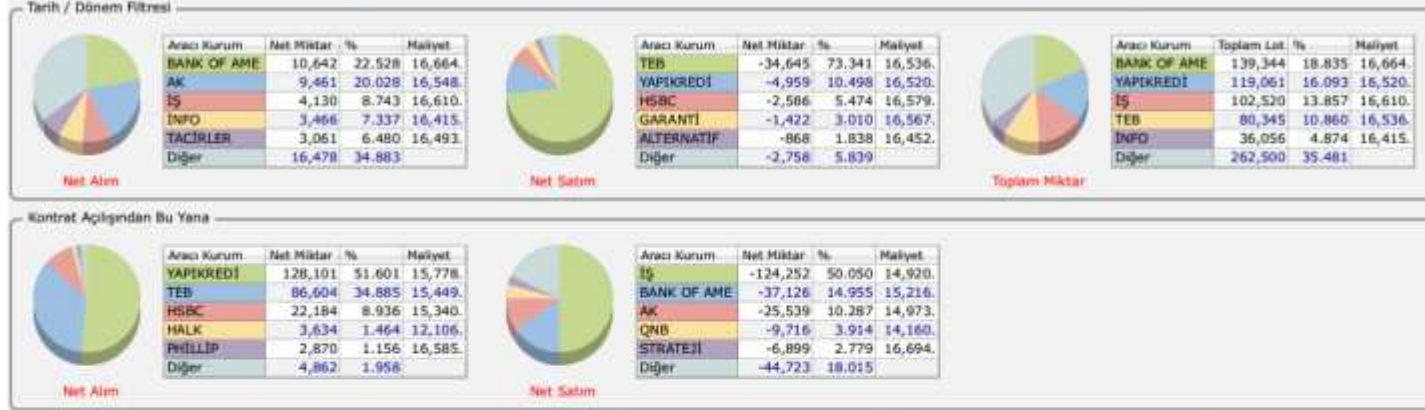 Tarih / Dönem Filtresi
Aracı Kurum Net Miktar % Maliyet
BANK OF AME 10,642 22.528 16,664.
AK 9,461 20.028 16,548.
İŞ 4,130 8.743 16,610.
İNFO 3,466 7.337 16,415.
TACİRLER 3,061 6.480 16,493.
Diğer 16,478 34.883
Net Alım
Aracı Kurum Net Miktar % Maliyet
TEB -34,645 73.341 16,536.
YAPIKREDİ -4,959 10.498 16,520.
HSBC -2,586 5.474 16,579.
GARANTİ -1,422 3.010 16,567.
ALTERNATİF -868 1.838 16,452.
Diğer -2,758 5.839
Net Satım
Aracı Kurum Toplam Lot % Maliyet
BANK OF AME 139,344 18.835 16,664.
YAPIKREDİ 119,061 16.093 16,520.
İŞ 102,520 13.857 16,610.
TEB 80,345 10.860 16,536.
İNFO 36,056 4.874 16,415.
Diğer 262,500 35.481
Toplam Miktar
Kontrat Açılışından Bu Yana
Aracı Kurum Net Miktar % Maliyet
YAPIKREDİ 128,101 51.601 15,778.
TEB 86,604 34.885 15,449.
HSBC 22,184 8.936 15,340.
HALK 3,634 1.464 12,106.
PHİLLİP 2,870 1.156 16,585.
Diğer 4,862 1.958
Net Alım
Aracı Kurum Net Miktar % Maliyet
İŞ -124,252 50.050 14,920.
BANK OF AME -37,126 14.955 15,216.
AK -25,539 10.287 14,973.
QNB -9,716 3.914 14,160.
STRATEJİ -6,899 2.779 16,694.
Diğer -44,723 18.015
Net Satım